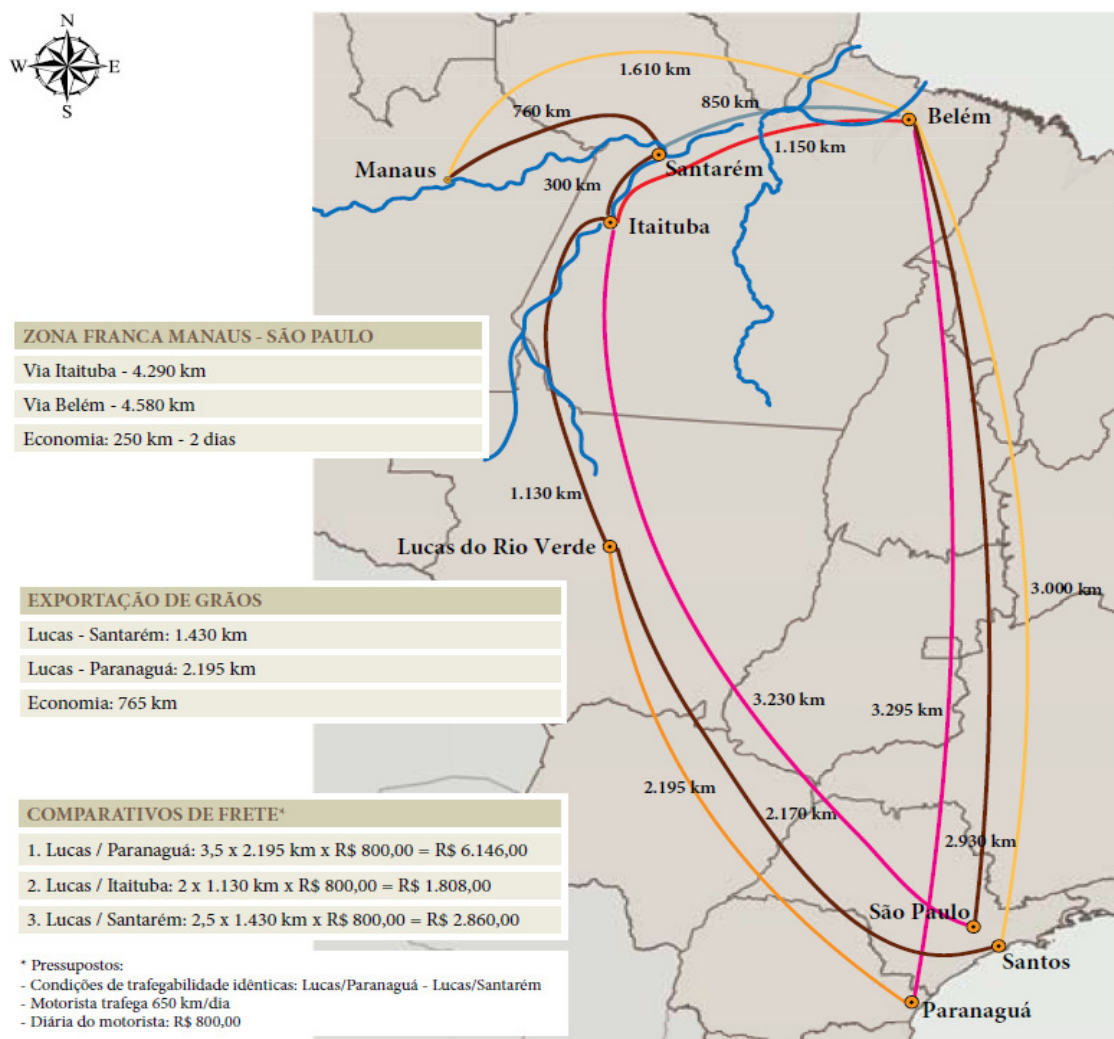 N
W
E
S
1.610 km
760 km
850 km
Belém
1.150 km
Manaus
Santarém
300 km
Itaituba
ZONA FRANCA MANAUS - SÃO PAULO
Via Itaituba - 4.290 km
Via Belém - 4.580 km
Economia: 250 km - 2 dias
1.130 km
Lucas do Rio Verde
3.000 km
EXPORTAÇÃO DE GRÃOS
Lucas - Santarém: 1.430 km
Lucas - Paranaguá: 2.195 km
Economia: 765 km
3.230 km
3.295 km
2.195 km
2.170 km
2.930 km
COMPARATIVOS DE FRETE*
1. Lucas / Paranaguá: 3,5 x 2.195 km x R$ 800,00 = R$ 6.146,00
2. Lucas / Itaituba: 2 x 1.130 km x R$ 800,00 = R$ 1.808,00
3. Lucas / Santarém: 2,5 x 1.430 km x R$ 800,00 = R$ 2.860,00
São Paulo
Santos
Paranaguá
* Pressupostos:
- Condições de trafegabilidade idênticas: Lucas/Paranaguá - Lucas/Santarém
- Motorista trafega 650 km/dia
- Diária do motorista: R$ 800,00